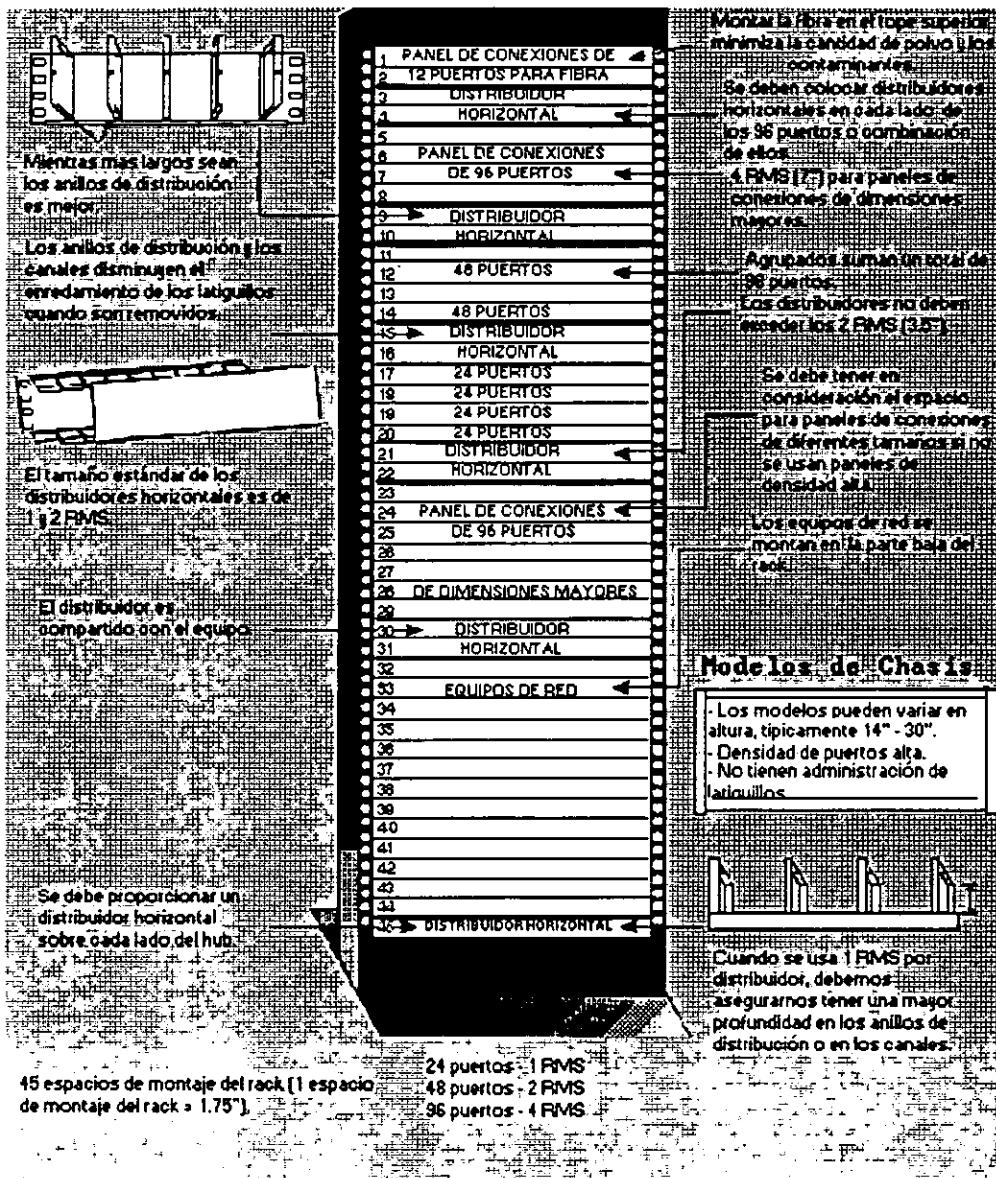 Mientras mas largos sean
los anillos de distribución
es mejor.
Los anillos de distribución y los
canales disminuyen el
enredamiento de los latiguillos
cuando son removidos.
El tamaño estándar de los
distribuidores horizontales es de
1 y 2 RMS.
El distribuidor es
compartido con el equipo.
Se debe proporcionar un
distribuidor horizontal
sobre cada lado del hub.
1 PANEL DE CONEXIONES DE
2 12 PUERTOS PARA FIBRA
3 DISTRIBUIDOR
4 HORIZONTAL
5
6 PANEL DE CONEXIONES
7 DE 96 PUERTOS
8
9 DISTRIBUIDOR
10 HORIZONTAL
11
12 48 PUERTOS
13
14 48 PUERTOS
15 DISTRIBUIDOR
16 HORIZONTAL
17 24 PUERTOS
19 24 PUERTOS
19 24 PUERTOS
20 24 PUERTOS
21 DISTRIBUIDOR
22 HORIZONTAL
23
24 PANEL DE CONEXIONES
25 DE 96 PUERTOS
26
27
28 DE DIMENSIONES MAYORES
29
30 DISTRIBUIDOR
31 HORIZONTAL
32
33 EQUIPOS DE RED
34
35
36
37
38
39
40
41
42
43
44
45 DISTRIBUIDOR HORIZONTAL
Montar la fibra en el tope superior
minimiza la cantidad de polvo y los
contaminantes.
Se deben colocar distribuidores
horizontales en cada lado de
los 96 puertos o combinación
de ellos.
4 RMS (7") para paneles de
conexiones de dimensiones
mayores.
Agrupados suman un total de
96 puertos.
Los distribuidores no deben
exceder los 2 RMS (3.5").
Se debe tener en
consideración el espacio
para paneles de conexiones
de diferentes tamanos si no
se usan paneles de
densidad alta.
Los equipos de red se
montan en la parte baja del
rack.
Modelos de Chasis
- Los modelos pueden variar en
altura, tipicamente 14" - 30".
- Densidad de puertos alta.
- No tienen administración de
latiguillos
Cuando se usa 1 RMS por
distribuidor, debemos
asegurarnos tener una mayor
profundidad en los anillos de
distribución o en los canales.
45 espacios de montaje del rack (1 espacio
de montaje del rack = 1.75").
24 puertos - 1 RMS
48 puertos - 2 RMS
96 puertos - 4 RMS